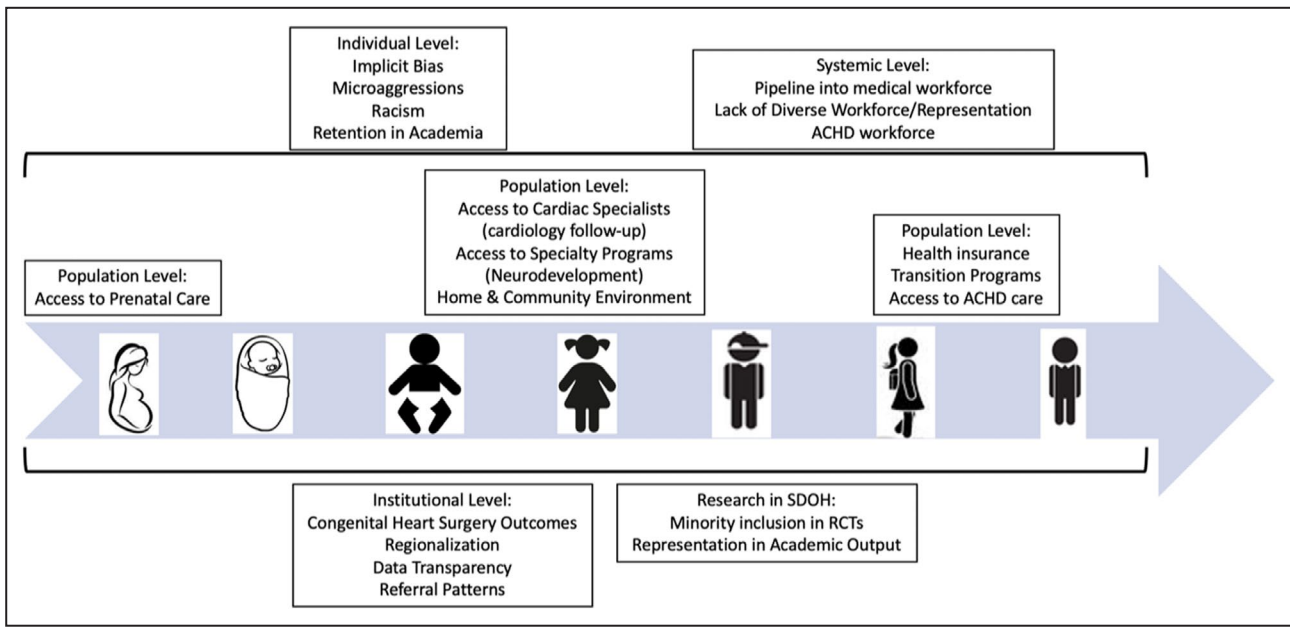 Individual Level:
Implicit Bias
Microaggressions
Racism
Retention in Academia
Systemic Level:
Pipeline into medical workforce
Lack of Diverse Workforce/Representation
ACHD workforce
Population Level:
Access to Prenatal Care
Population Level:
Access to Cardiac Specialists
(cardiology follow-up)
Access to Specialty Programs
(Neurodevelopment)
Home & Community Environment
Population Level:
Health insurance
Transition Programs
Access to ACHD care
Institutional Level:
Congenital Heart Surgery Outcomes
Regionalization
Data Transparency
Referral Patterns
Research in SDOH:
Minority inclusion in RCTs
Representation in Academic Output